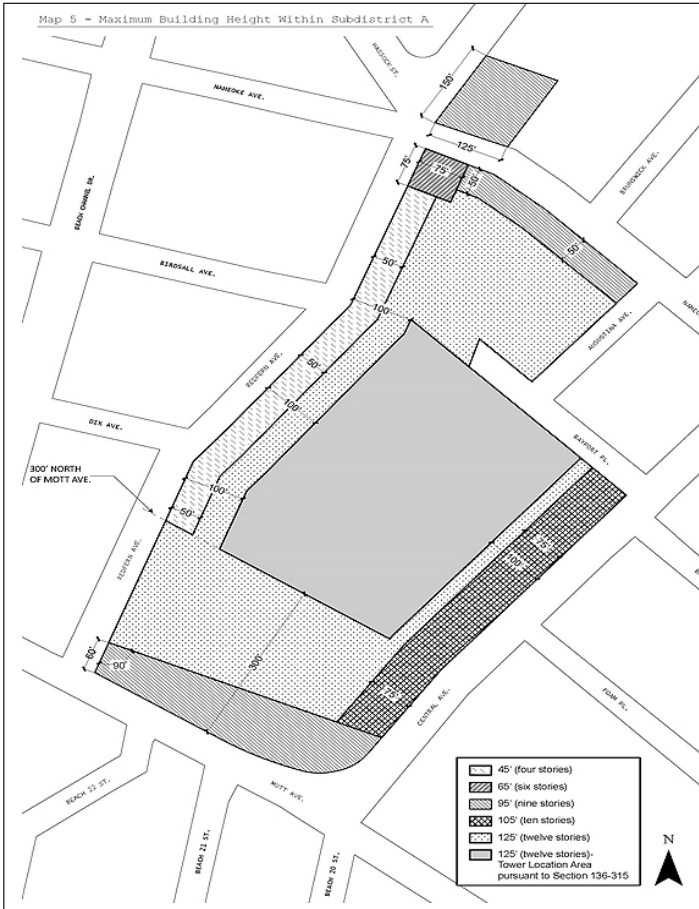 Map 5 - Maximum Building Height Within Subdistrict A
HASSOCK ST.
NAMEOKE AVE.
150'
125'
BRUNSWICK AVE.
75'
75'
50'
BEACH CHANNEL DR.
50'
BIRDSALL AVE.
50'
100'
AUGUSTINA AVE.
REDFERN AVE.
50'
100'
DIX AVE.
BAYPORT PL.
300' NORTH
OF MOTT AVE.
100'
50'
75'
100'
REDFERN AVE.
60'
90'
300'
75'
CENTRAL AVE.
FOAM PL.
BEACH 22 ST.
MOTT AVE.
BEACH 21 ST.
BEACH 20 ST.
45' (four stories)
65' (six stories)
95' (nine stories)
105' (ten stories)
125' (twelve stories)
125' (twelve stories)-
Tower Location Area
pursuant to Section 136-315
N